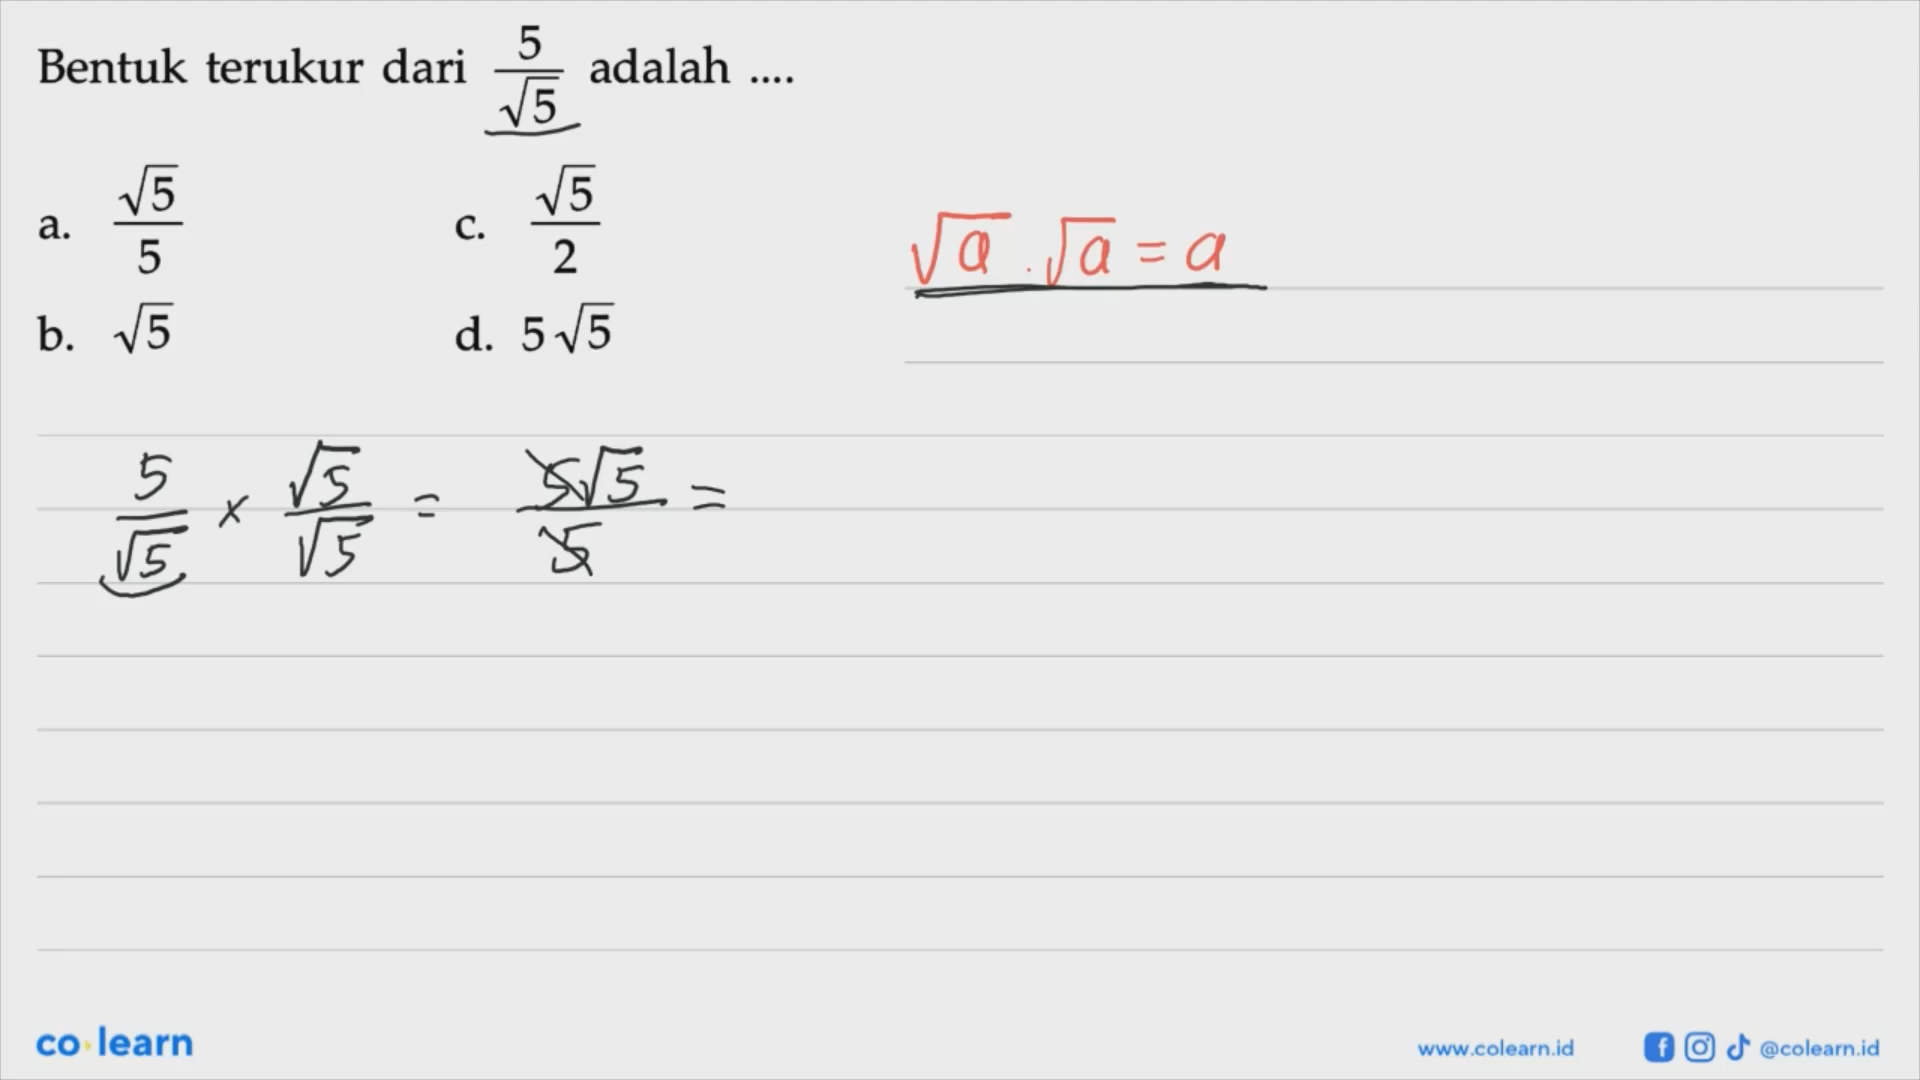 Bentuk terukur dari 5/√5 adalah ....
a. √5/5 c. √5/2
b. √5 d. 5√5
√a . √a = a
5/√5 × √5/√5 = 5√5/5 =
co learn
www.colearn.id @colearn.id